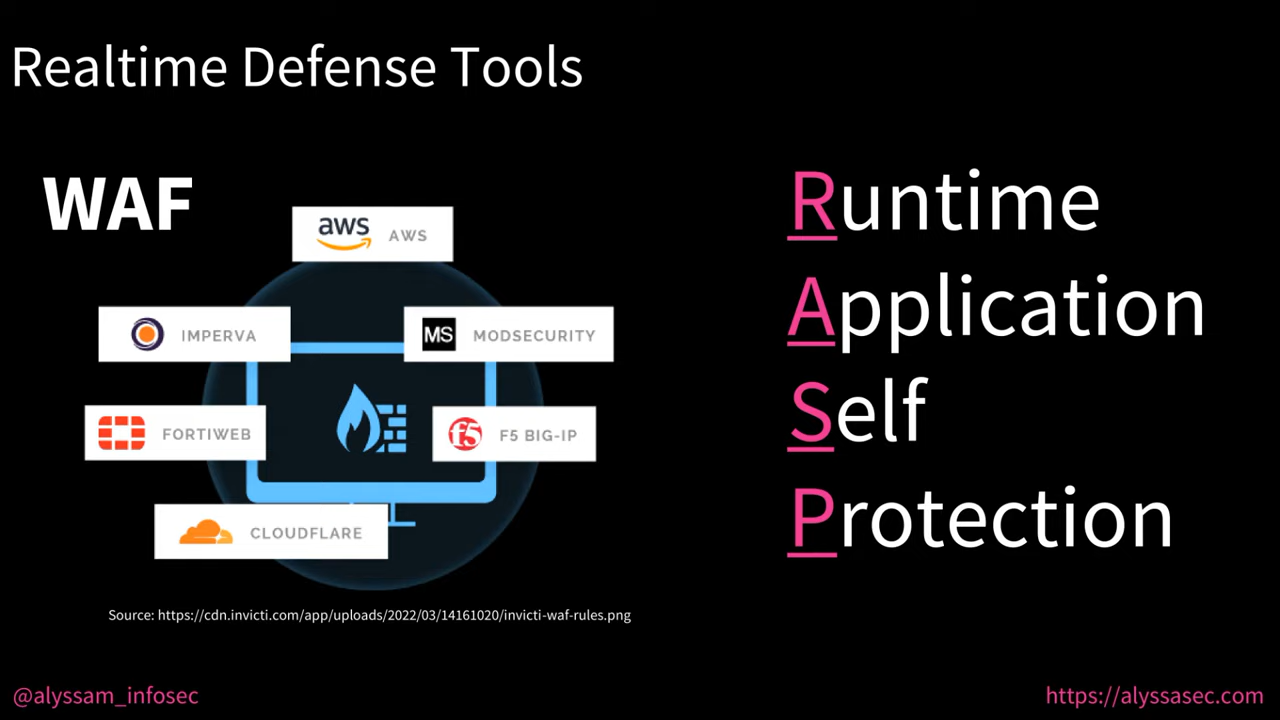 Realtime Defense Tools
WAF
aws AWS
IMPERVA
MS MODSECURITY
FORTIWEB
f5 F5 BIG-IP
CLOUDFLARE
Source: https://cdn.invicti.com/app/uploads/2022/03/14161020/invicti-waf-rules.png
Runtime
Application
Self
Protection
@alyssam_infosec
https://alyssasec.com